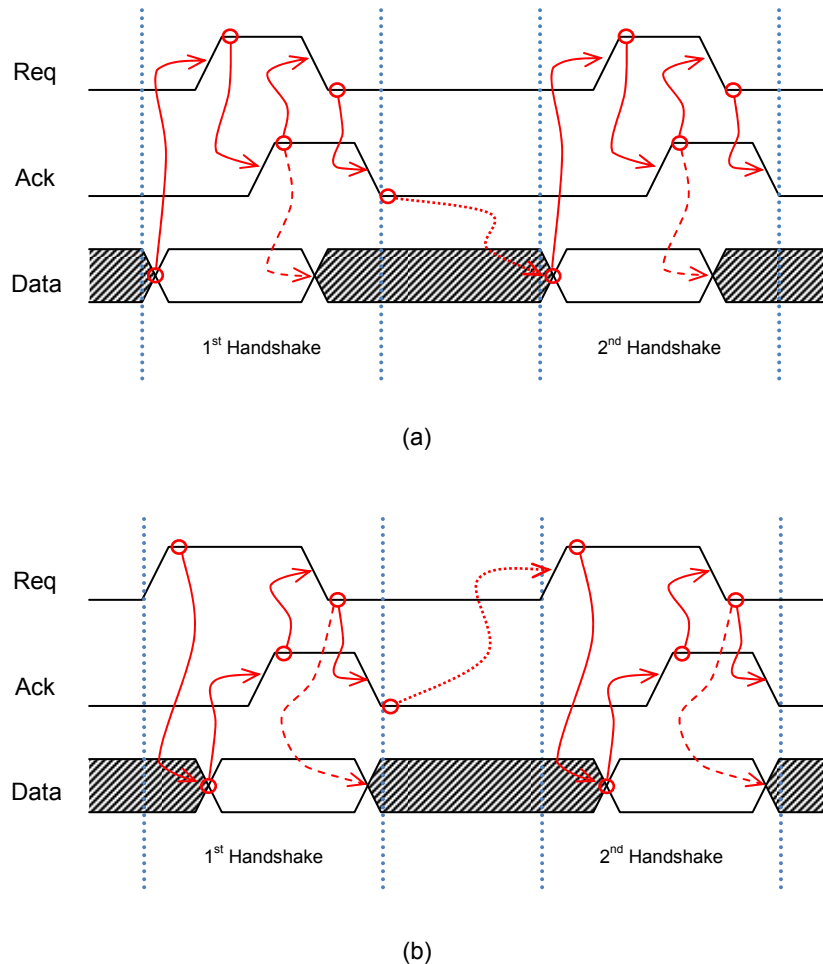 Req
Ack
Data
1st Handshake 2nd Handshake
(a)
Req
Ack
Data
1st Handshake 2nd Handshake
(b)